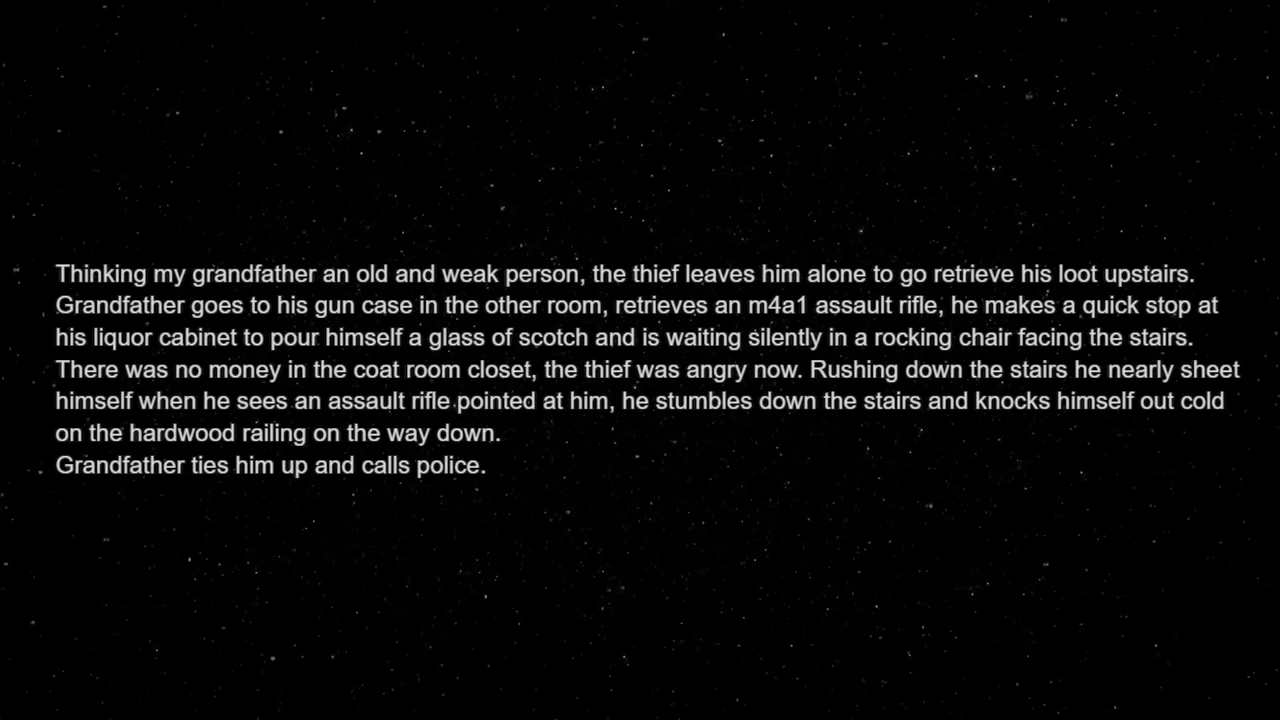 Thinking my grandfather an old and weak person, the thief leaves him alone to go retrieve his loot upstairs.
Grandfather goes to his gun case in the other room, retrieves an m4a1 assault rifle, he makes a quick stop at
his liquor cabinet to pour himself a glass of scotch and is waiting silently in a rocking chair facing the stairs.
There was no money in the coat room closet, the thief was angry now. Rushing down the stairs he nearly sheet
himself when he sees an assault rifle pointed at him, he stumbles down the stairs and knocks himself out cold
on the hardwood railing on the way down.
Grandfather ties him up and calls police.